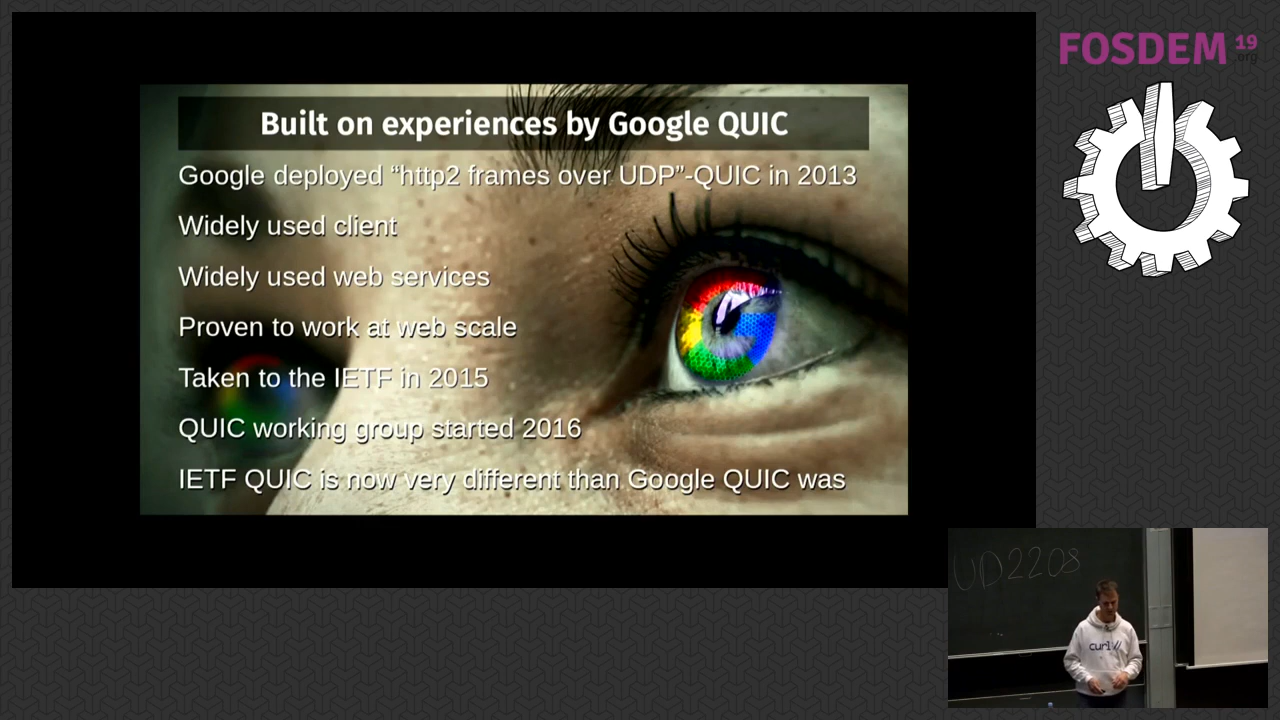 Built on experiences by Google QUIC
Google deployed “http2 frames over UDP”-QUIC in 2013
Widely used client
Widely used web services
Proven to work at web scale
Taken to the IETF in 2015
QUIC working group started 2016
IETF QUIC is now very different than Google QUIC was
FOSDEM 19
.org
UD2208
curl://